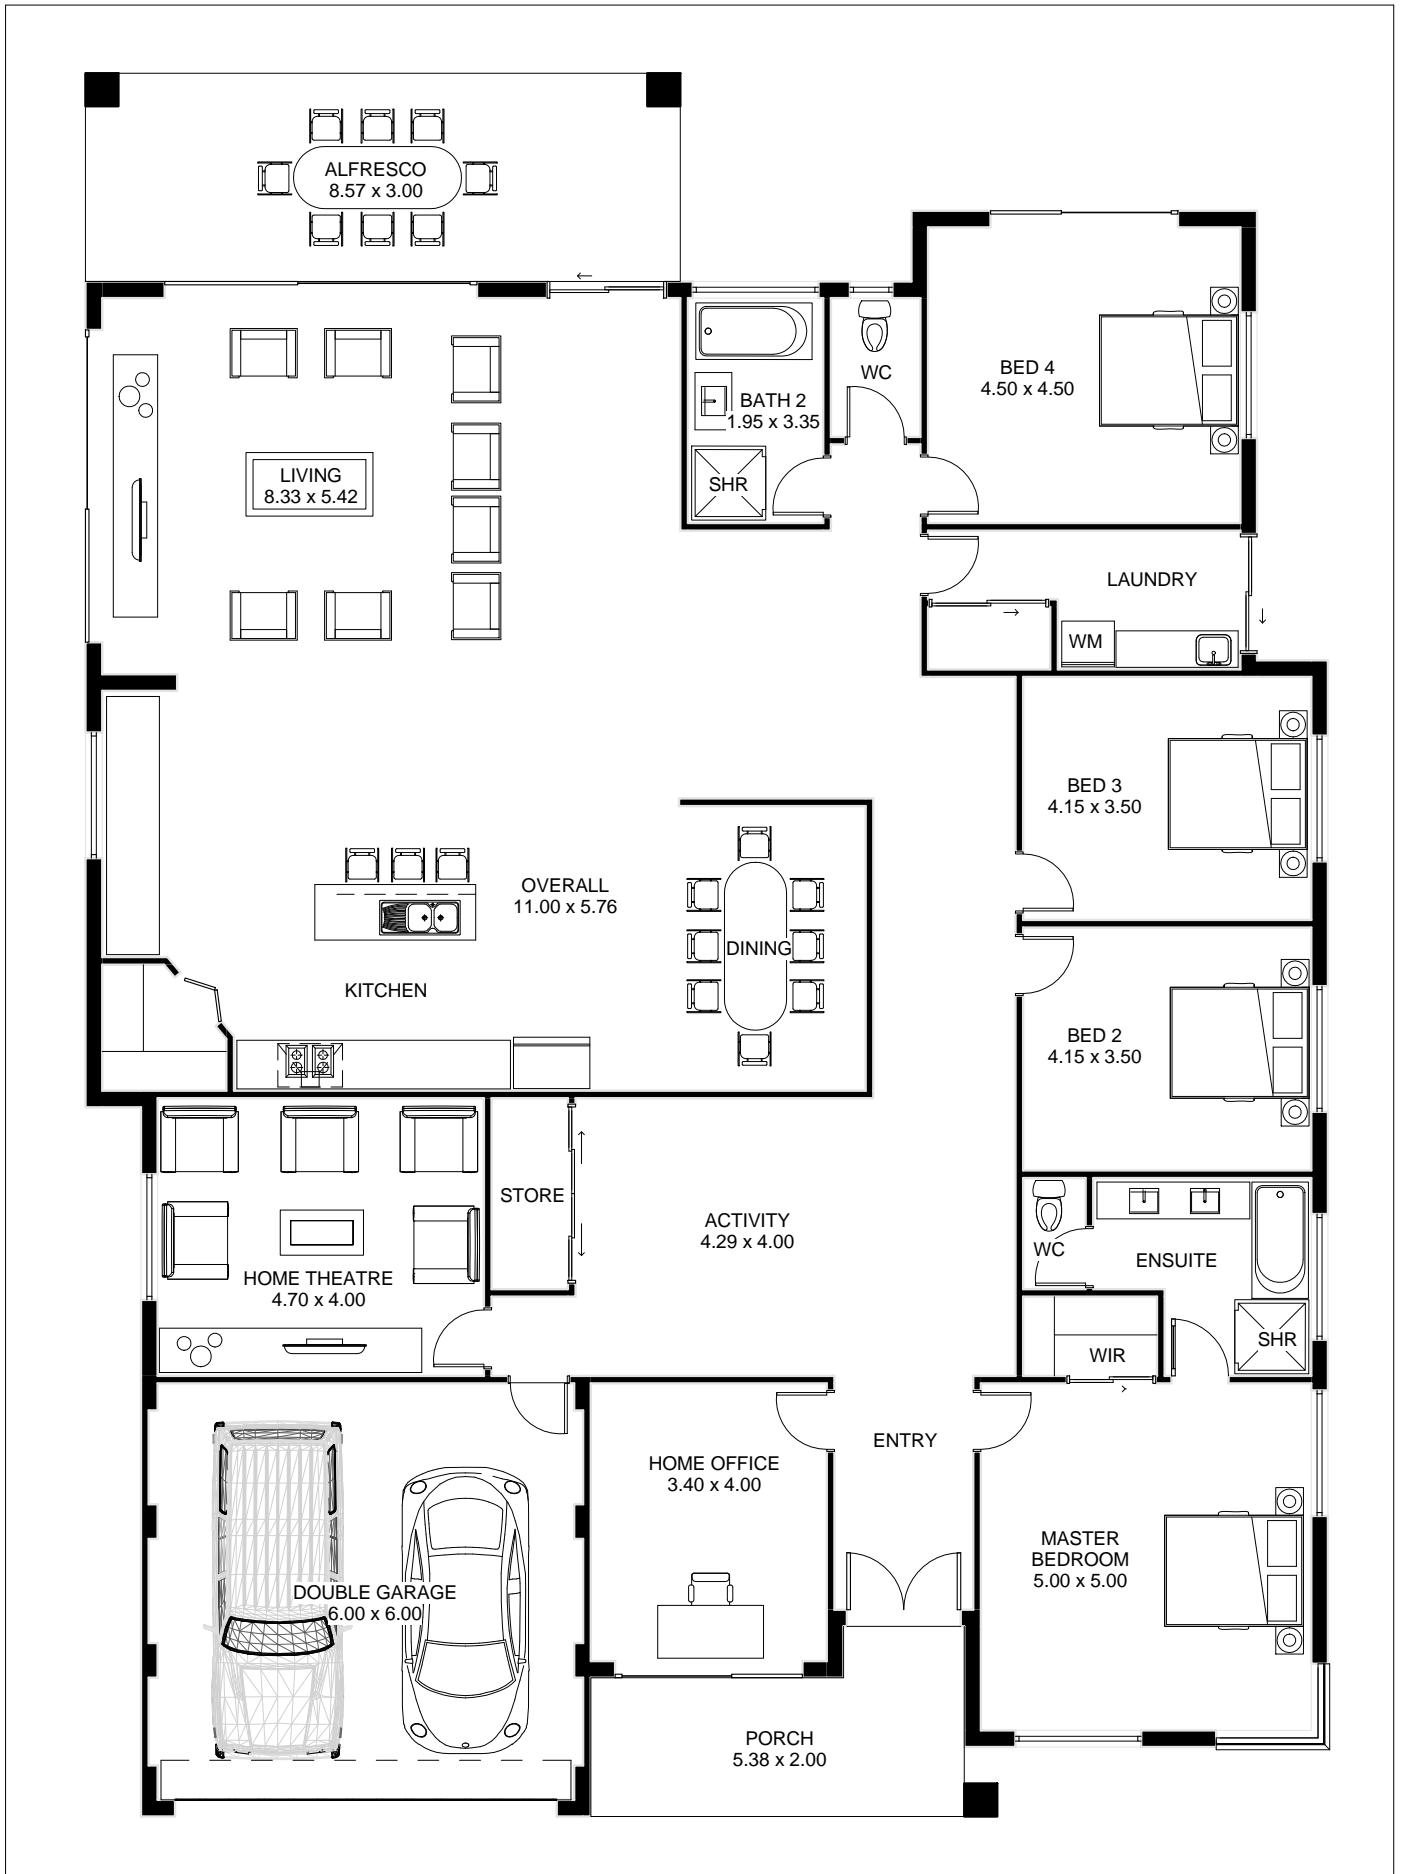 ALFRESCO
8.57 x 3.00
BED 4
4.50 x 4.50
WC
BATH 2
1.95 x 3.35
SHR
LIVING
8.33 x 5.42
LAUNDRY
WM
BED 3
4.15 x 3.50
OVERALL
11.00 x 5.76
DINING
KITCHEN
BED 2
4.15 x 3.50
STORE
ACTIVITY
4.29 x 4.00
WC
ENSUITE
HOME THEATRE
4.70 x 4.00
SHR
WIR
ENTRY
HOME OFFICE
3.40 x 4.00
MASTER
BEDROOM
5.00 x 5.00
DOUBLE GARAGE
6.00 x 6.00
PORCH
5.38 x 2.00